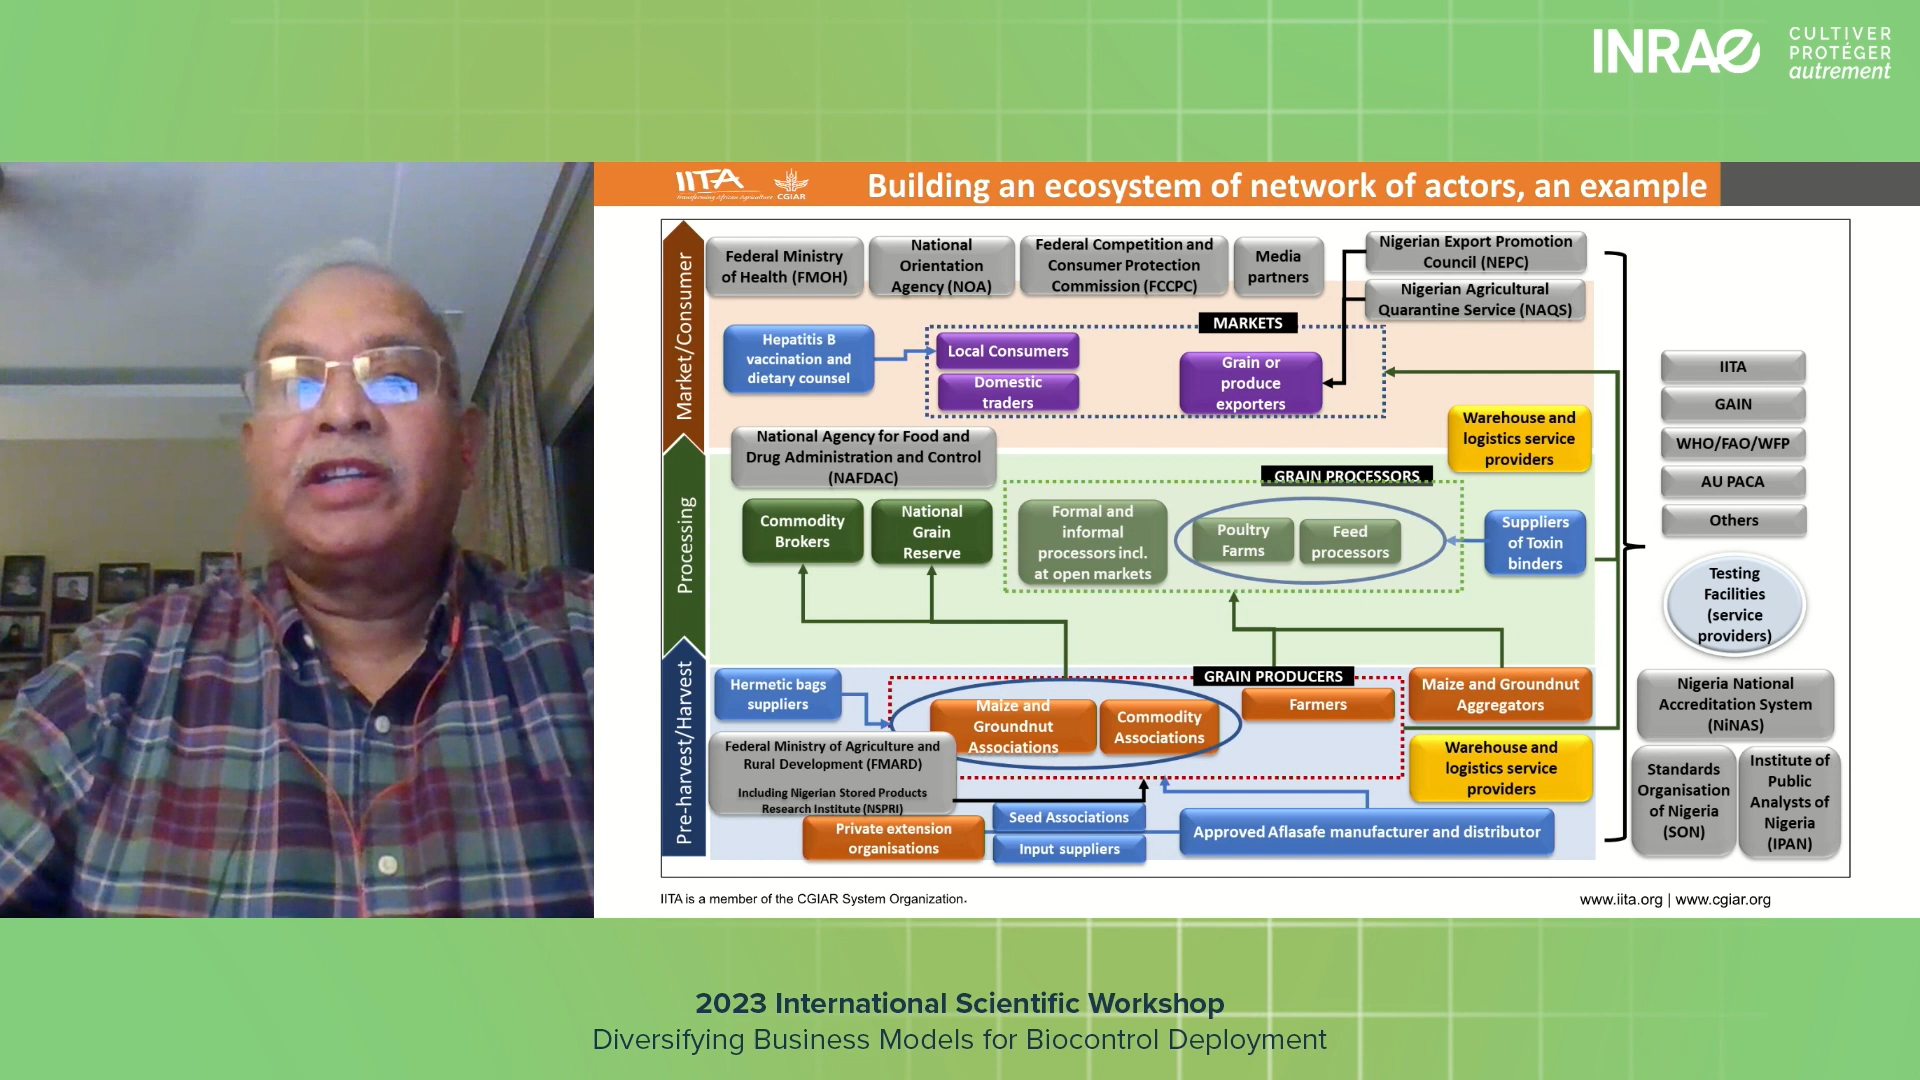 INRAE
CULTIVER
PROTÉGER
autrement
IITA
Transforming African Agriculture
CGIAR
Building an ecosystem of network of actors, an example
Market/Consumer
Federal Ministry
of Health (FMOH)
National
Orientation
Agency (NOA)
Federal Competition and
Consumer Protection
Commission (FCCPC)
Media
partners
Nigerian Export Promotion
Council (NEPC)
Nigerian Agricultural
Quarantine Service (NAQS)
MARKETS
Hepatitis B
vaccination and
dietary counsel
Local Consumers
Domestic
traders
Grain or
produce
exporters
Warehouse and
logistics service
providers
Processing
National Agency for Food and
Drug Administration and Control
(NAFDAC)
GRAIN PROCESSORS
Commodity
Brokers
National
Grain
Reserve
Formal and
informal
processors incl.
at open markets
Poultry
Farms
Feed
processors
Suppliers
of Toxin
binders
Pre-harvest/Harvest
GRAIN PRODUCERS
Hermetic bags
suppliers
Maize and
Groundnut
Associations
Commodity
Associations
Farmers
Maize and Groundnut
Aggregators
Federal Ministry of Agriculture and
Rural Development (FMARD)
Including Nigerian Stored Products
Research Institute (NSPRI)
Warehouse and
logistics service
providers
Private extension
organisations
Seed Associations
Input suppliers
Approved Aflasafe manufacturer and distributor
IITA
GAIN
WHO/FAO/WFP
AU PACA
Others
Testing
Facilities
(service
providers)
Nigeria National
Accreditation System
(NiNAS)
Standards
Organisation
of Nigeria
(SON)
Institute of
Public
Analysts of
Nigeria
(IPAN)
IITA is a member of the CGIAR System Organization.
www.iita.org | www.cgiar.org
2023 International Scientific Workshop
Diversifying Business Models for Biocontrol Deployment